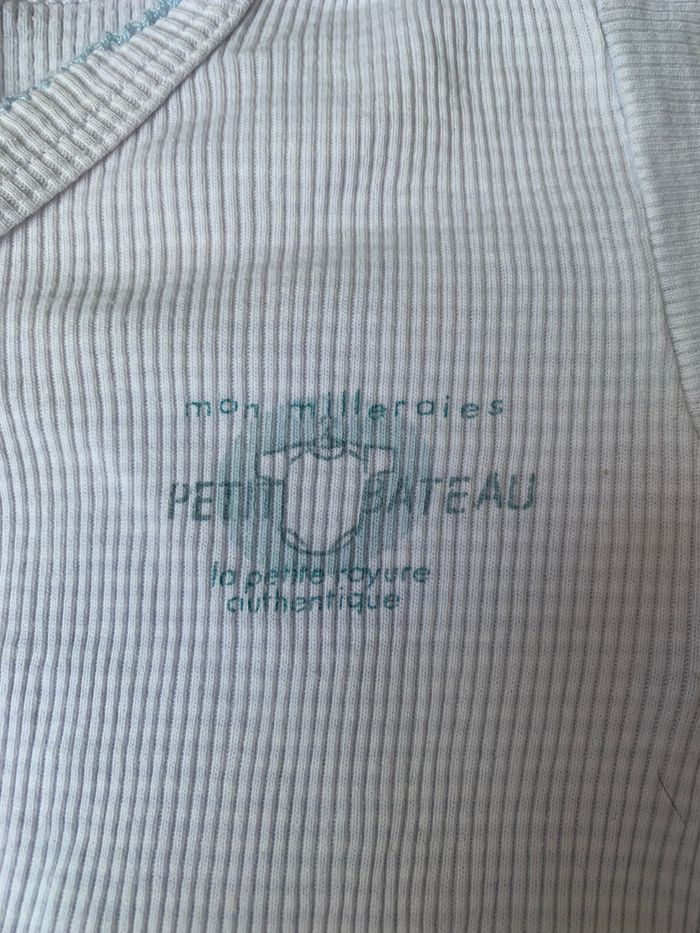 mon milleraies
PETIT BATEAU
la petite rayure
authentique